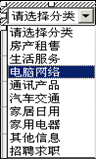 请选择分类
请选择分类
房产租售
生活服务
电脑网络
通讯产品
汽车交通
家居日用
家用电器
其他信息
招聘求职